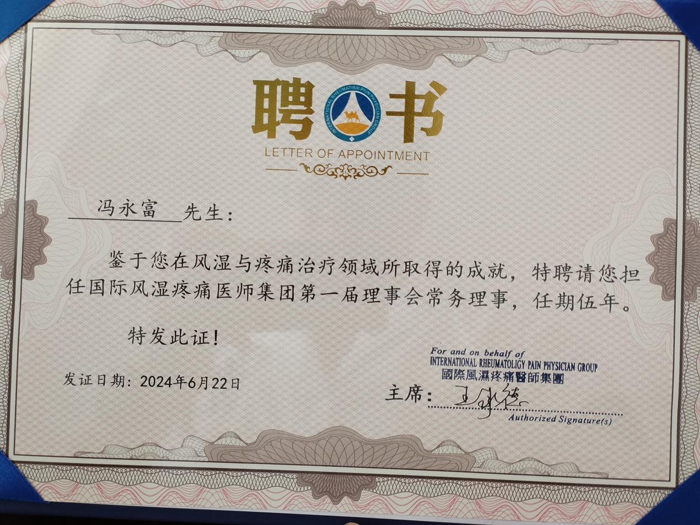 聘书
LETTER OF APPOINTMENT
冯永富 先生：
鉴于您在风湿与疼痛治疗领域所取得的成就，特聘请您担
任国际风湿疼痛医师集团第一届理事会常务理事，任期伍年。
特发此证！
For and on behalf of
INTERNATIONAL RHEUMATOLIGY PAIN PHYSICIAN GROUP
國際風濕疼痛醫師集團
发证日期：2024年6月22日
主席：
Authorized Signature(s)